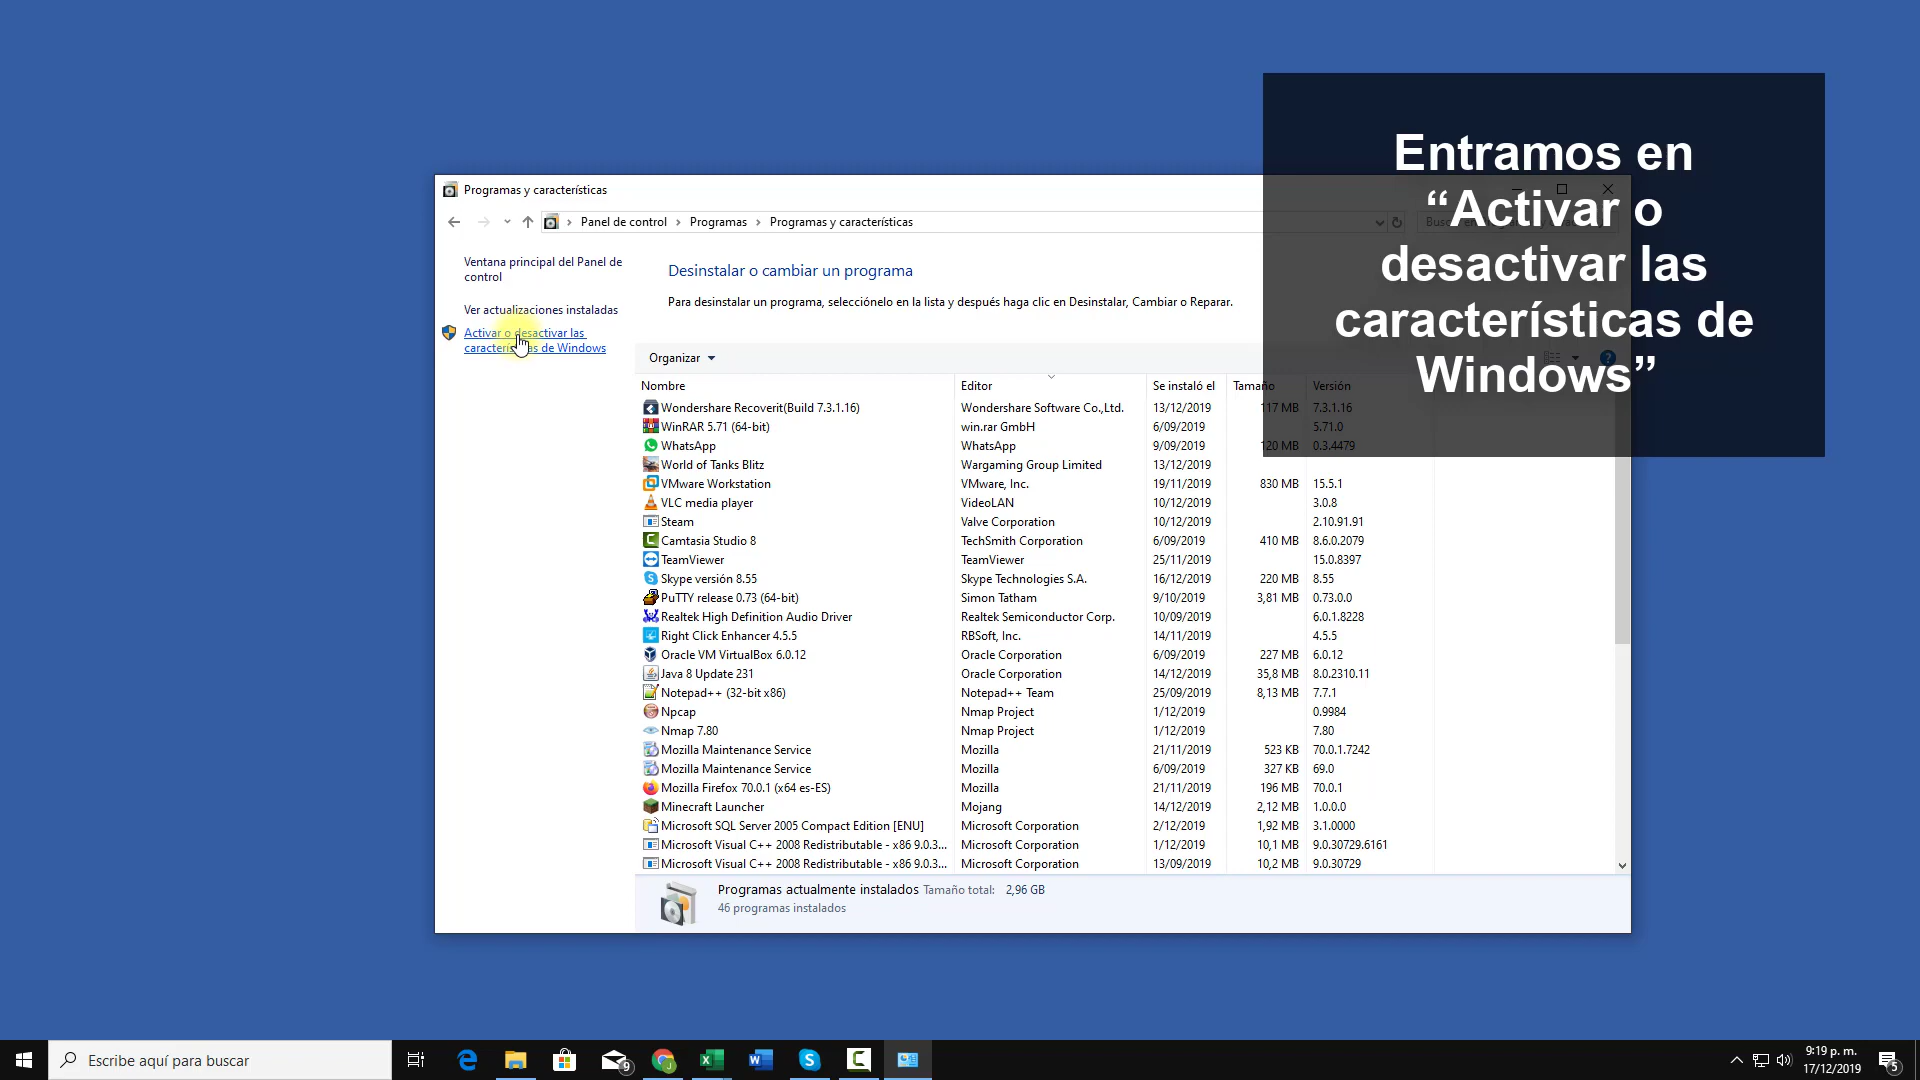 Entramos en
“Activar o
desactivar las
características de
Windows”
Programas y características
Panel de control > Programas > Programas y características
Ventana principal del Panel de
control
Ver actualizaciones instaladas
Activar o desactivar las
características de Windows
Desinstalar o cambiar un programa
Para desinstalar un programa, selecciónelo en la lista y después haga clic en Desinstalar, Cambiar o Reparar.
Organizar
Nombre Editor Se instaló el Tamaño Versión
Wondershare Recoverit(Build 7.3.1.16) Wondershare Software Co.,Ltd. 13/12/2019 117 MB 7.3.1.16
WinRAR 5.71 (64-bit) win.rar GmbH 6/09/2019 5.71.0
WhatsApp WhatsApp 9/09/2019 120 MB 0.3.4479
World of Tanks Blitz Wargaming Group Limited 13/12/2019
VMware Workstation VMware, Inc. 19/11/2019 830 MB 15.5.1
VLC media player VideoLAN 10/12/2019 3.0.8
Steam Valve Corporation 10/12/2019 2.10.91.91
Camtasia Studio 8 TechSmith Corporation 6/09/2019 410 MB 8.6.0.2079
TeamViewer TeamViewer 25/11/2019 15.0.8397
Skype versión 8.55 Skype Technologies S.A. 16/12/2019 220 MB 8.55
PuTTY release 0.73 (64-bit) Simon Tatham 9/10/2019 3,81 MB 0.73.0.0
Realtek High Definition Audio Driver Realtek Semiconductor Corp. 10/09/2019 6.0.1.8228
Right Click Enhancer 4.5.5 RBSoft, Inc. 14/11/2019 4.5.5
Oracle VM VirtualBox 6.0.12 Oracle Corporation 6/09/2019 227 MB 6.0.12
Java 8 Update 231 Oracle Corporation 14/12/2019 35,8 MB 8.0.2310.11
Notepad++ (32-bit x86) Notepad++ Team 25/09/2019 8,13 MB 7.7.1
Npcap Nmap Project 1/12/2019 0.9984
Nmap 7.80 Nmap Project 1/12/2019 7.80
Mozilla Maintenance Service Mozilla 21/11/2019 523 KB 70.0.1.7242
Mozilla Maintenance Service Mozilla 6/09/2019 327 KB 69.0
Mozilla Firefox 70.0.1 (x64 es-ES) Mozilla 21/11/2019 196 MB 70.0.1
Minecraft Launcher Mojang 14/12/2019 2,12 MB 1.0.0.0
Microsoft SQL Server 2005 Compact Edition [ENU] Microsoft Corporation 2/12/2019 1,92 MB 3.1.0000
Microsoft Visual C++ 2008 Redistributable - x86 9.0.3... Microsoft Corporation 1/12/2019 10,1 MB 9.0.30729.6161
Microsoft Visual C++ 2008 Redistributable - x86 9.0.3... Microsoft Corporation 13/09/2019 10,2 MB 9.0.30729
Programas actualmente instalados Tamaño total: 2,96 GB
46 programas instalados
Escribe aquí para buscar
9
9:19 p. m.
17/12/2019
5